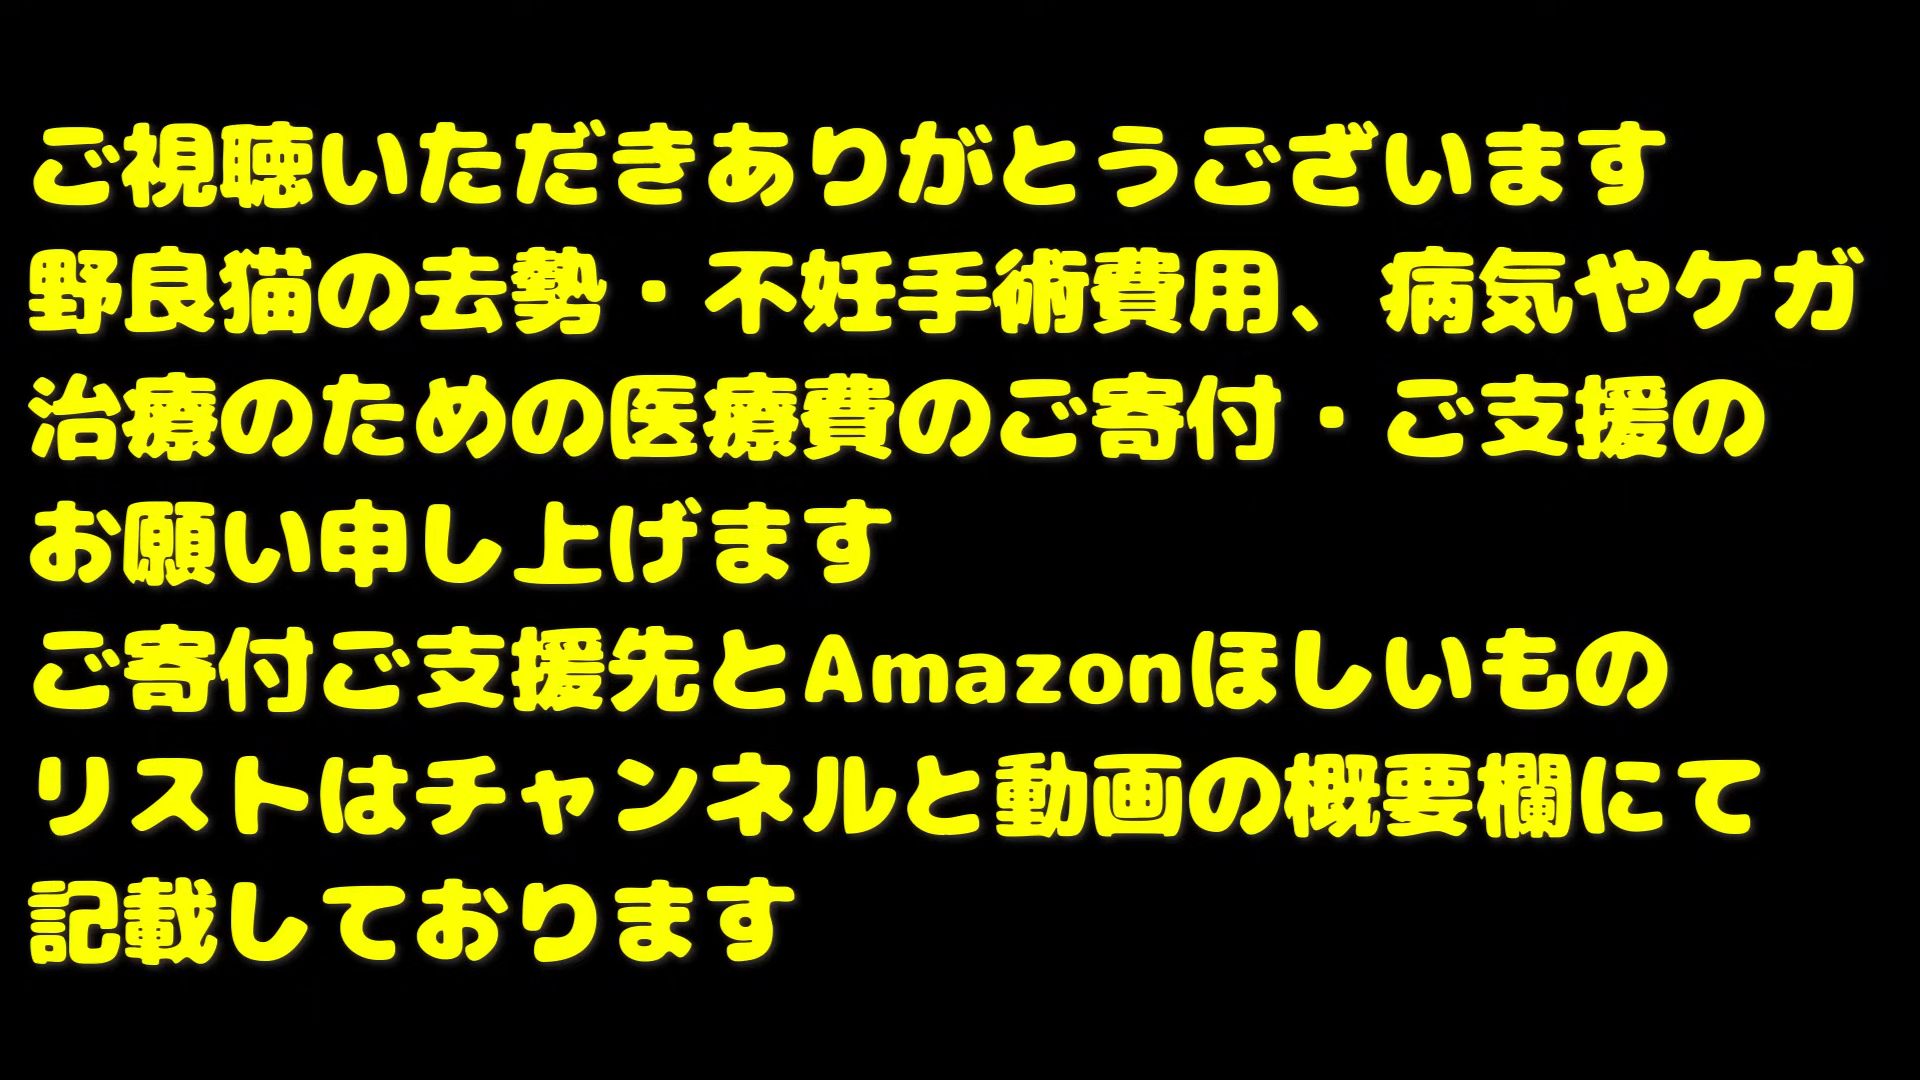 ご視聴いただきありがとうございます
野良猫の去勢・不妊手術費用、病気やケガ
治療のための医療費のご寄付・ご支援の
お願い申し上げます
ご寄付ご支援先とAmazonほしいもの
リストはチャンネルと動画の概要欄にて
記載しております